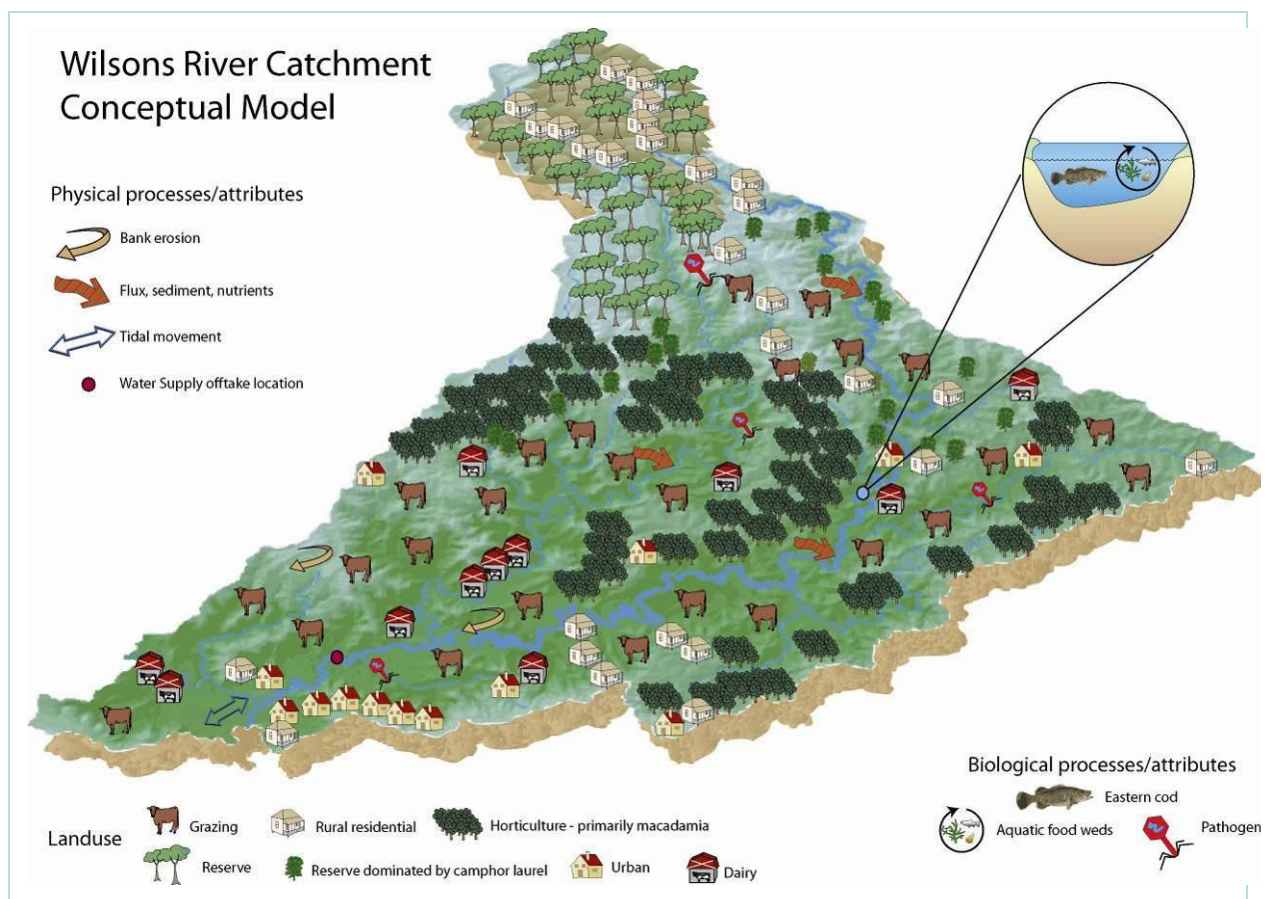 Wilsons River Catchment
Conceptual Model
Physical processes/attributes
Bank erosion
Flux, sediment, nutrients
Tidal movement
Water Supply offtake location
Biological processes/attributes
Eastern cod
Aquatic food weds
Pathogen
Landuse
Grazing
Rural residential
Horticulture - primarily macadamia
Reserve
Reserve dominated by camphor laurel
Urban
Dairy